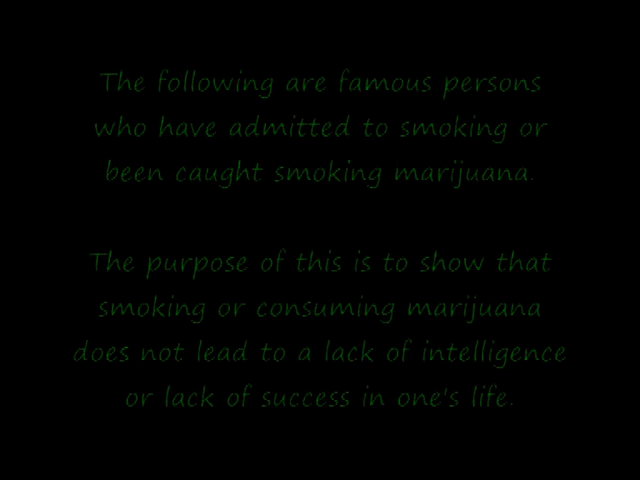 The following are famous persons
who have admitted to smoking or
been caught smoking marijuana.
The purpose of this is to show that
smoking or consuming marijuana
does not lead to a lack of intelligence
or lack of success in one's life.